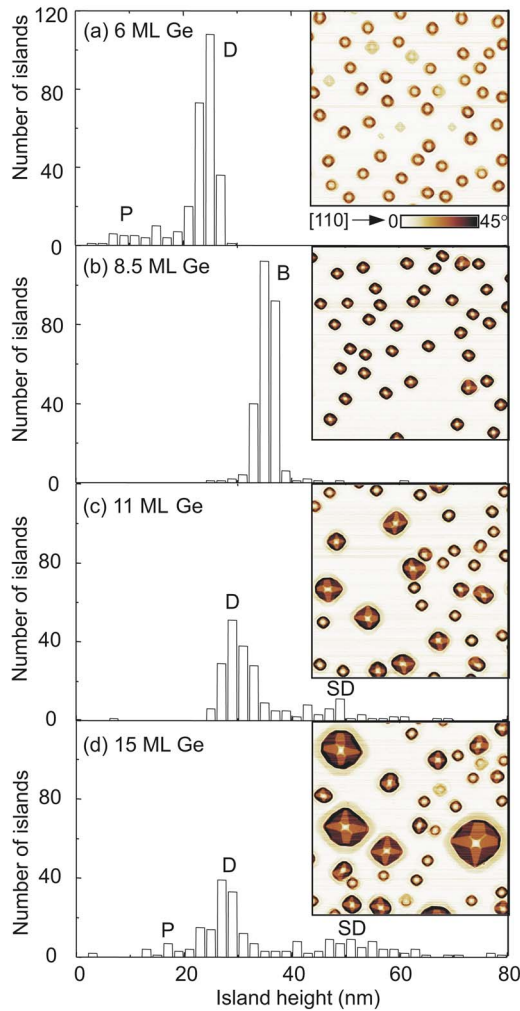 120
(a) 6 ML Ge
D
80
Number of islands
40
P
0
[110]
0
45°
(b) 8.5 ML Ge
B
80
Number of islands
40
0
(c) 11 ML Ge
80
Number of islands
D
40
SD
0
(d) 15 ML Ge
80
Number of islands
D
40
P
SD
0
0 20 40 60 80
Island height (nm)